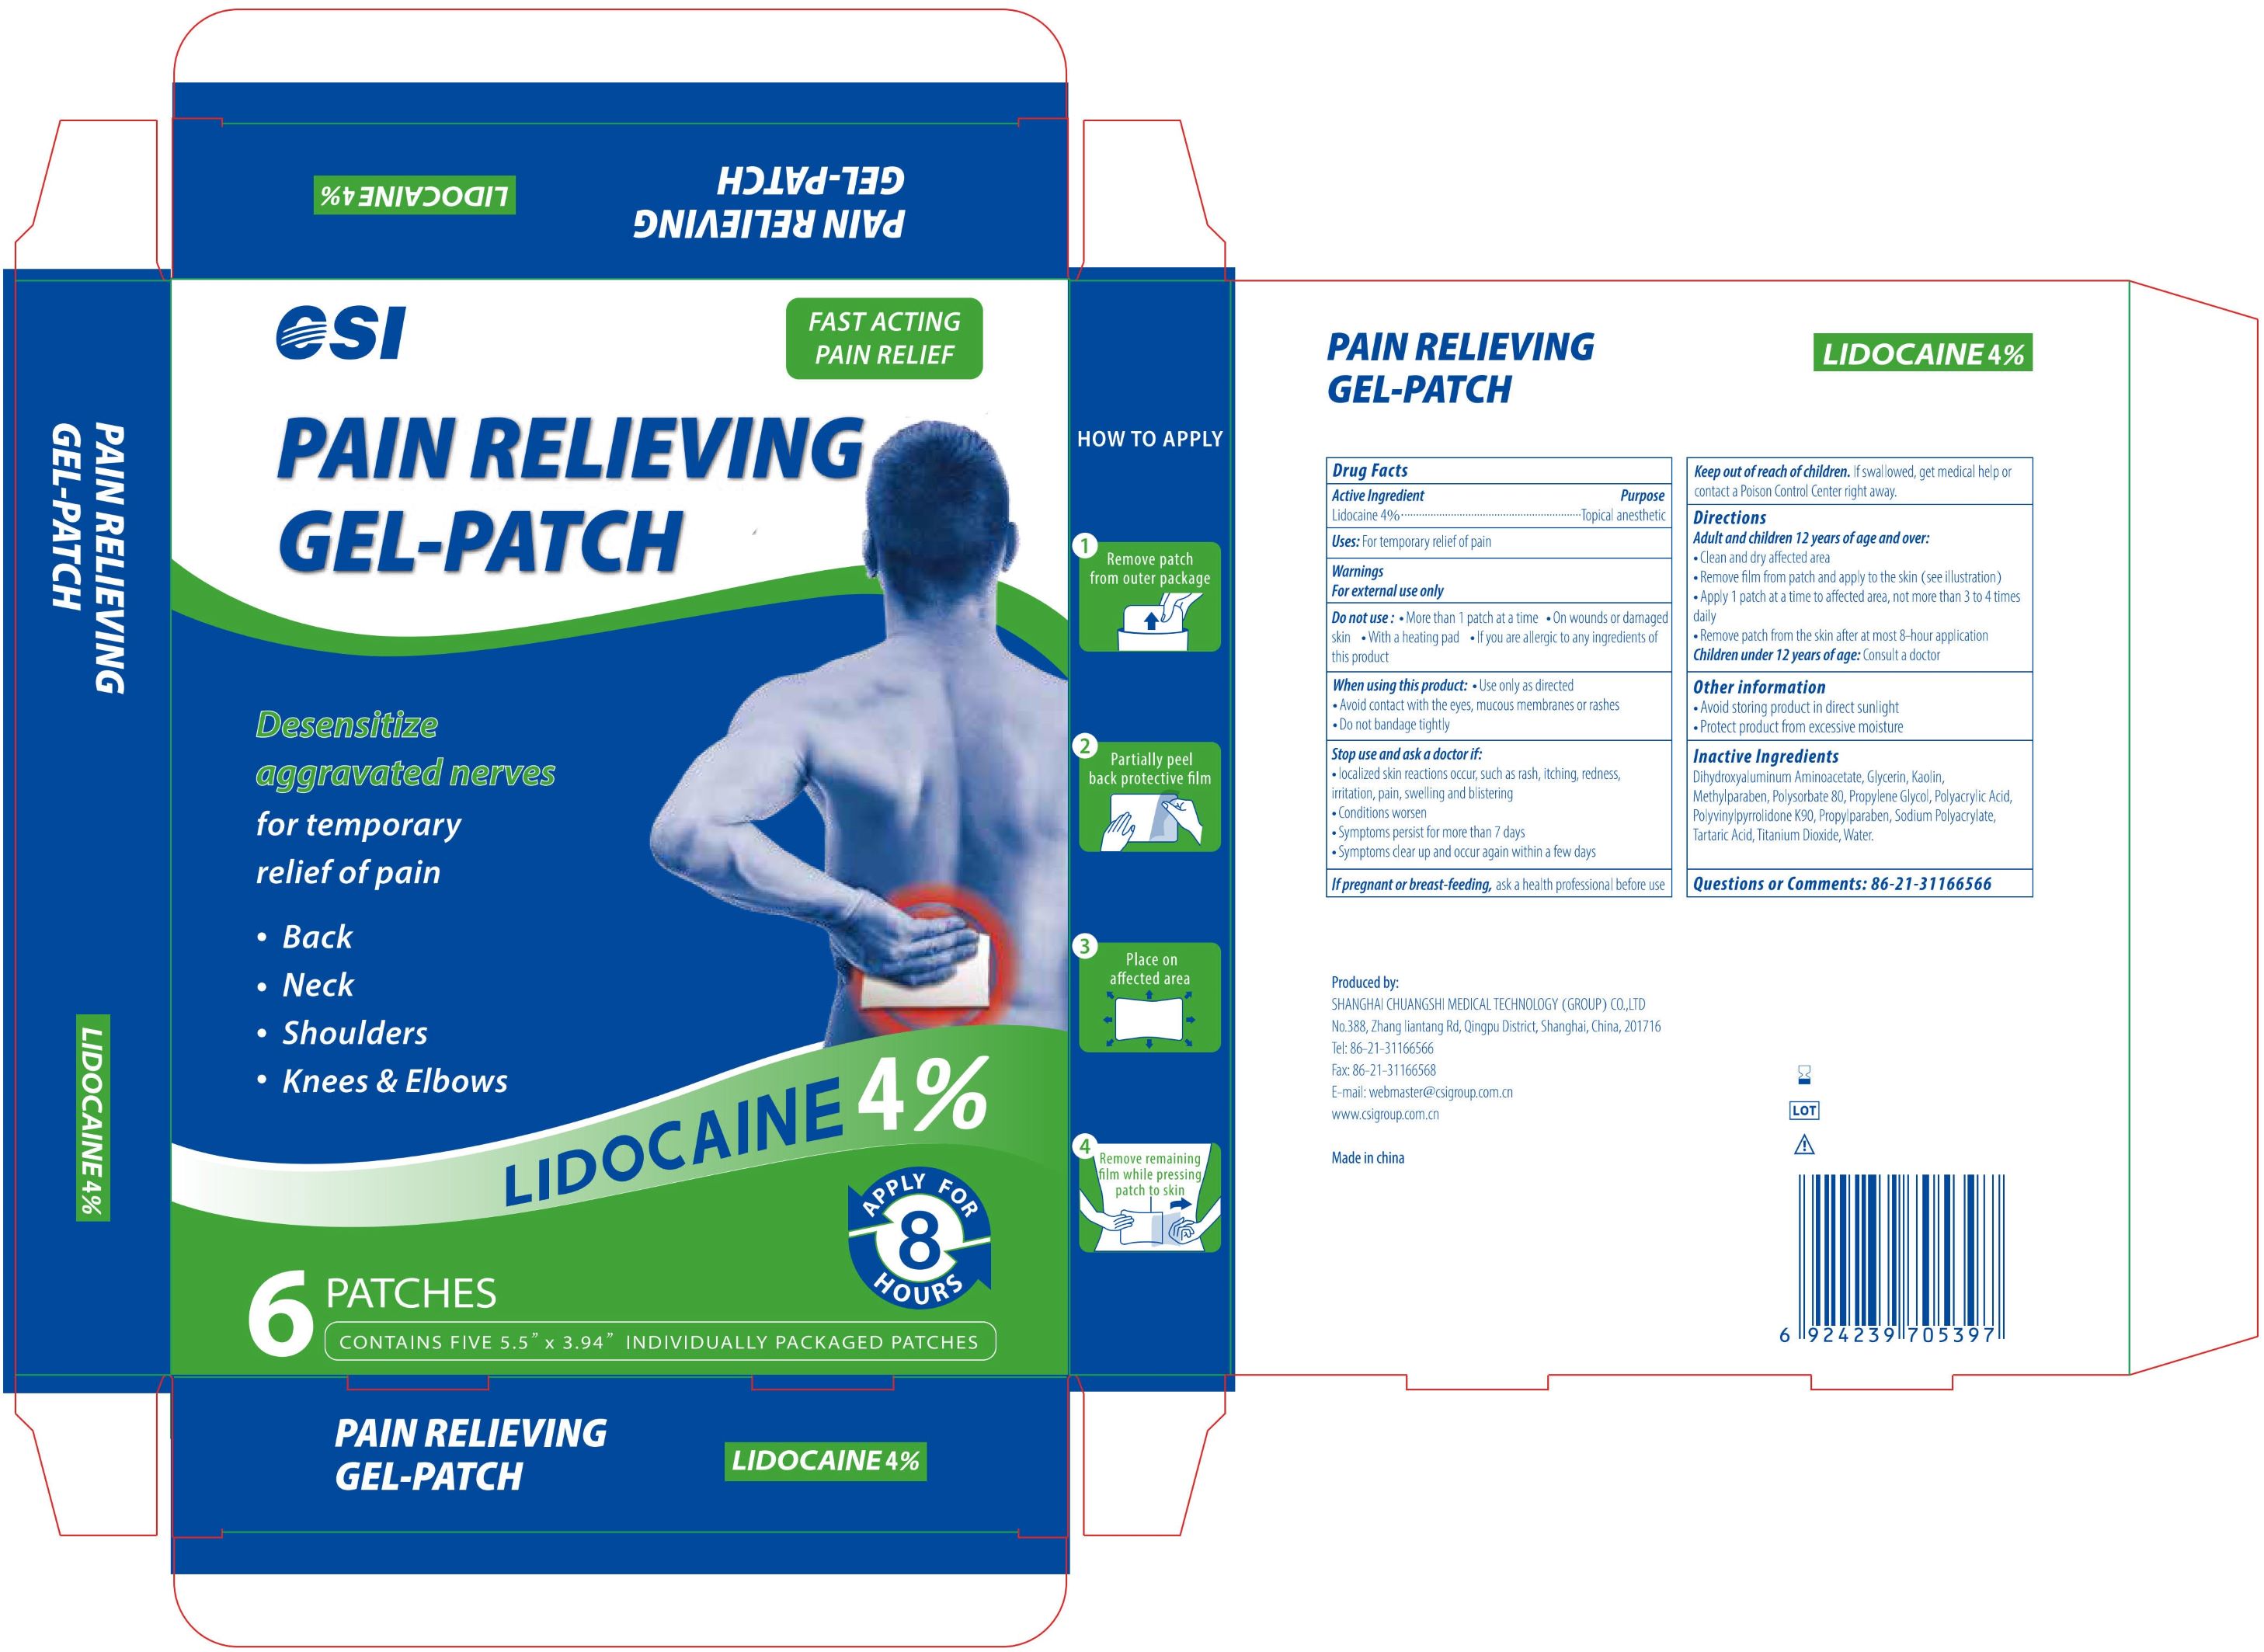 PAIN RELIEVING
GEL-PATCH
LIDOCAINE 4%
CSI
FAST ACTING
PAIN RELIEF
PAIN RELIEVING
GEL-PATCH
Desensitize
aggravated nerves
for temporary
relief of pain
• Back
• Neck
• Shoulders
• Knees & Elbows
LIDOCAINE 4%
APPLY FOR
8
HOURS
6 PATCHES
CONTAINS FIVE 5.5" x 3.94" INDIVIDUALLY PACKAGED PATCHES
PAIN RELIEVING
GEL-PATCH
LIDOCAINE 4%
PAIN RELIEVING
GEL-PATCH
LIDOCAINE 4%
HOW TO APPLY
1
Remove patch
from outer package
2
Partially peel
back protective film
3
Place on
affected area
4
Remove remaining
film while pressing
patch to skin
PAIN RELIEVING
GEL-PATCH
LIDOCAINE 4%
Drug Facts
Active Ingredient Purpose
Lidocaine 4%·······Topical anesthetic
Uses: For temporary relief of pain
Warnings
For external use only
Do not use : • More than 1 patch at a time • On wounds or damaged
skin • With a heating pad • If you are allergic to any ingredients of
this product
When using this product: • Use only as directed
• Avoid contact with the eyes, mucous membranes or rashes
• Do not bandage tightly
Stop use and ask a doctor if:
• localized skin reactions occur, such as rash, itching, redness,
irritation, pain, swelling and blistering
• Conditions worsen
• Symptoms persist for more than 7 days
• Symptoms clear up and occur again within a few days
If pregnant or breast-feeding, ask a health professional before use
Keep out of reach of children. If swallowed, get medical help or
contact a Poison Control Center right away.
Directions
Adult and children 12 years of age and over:
• Clean and dry affected area
• Remove film from patch and apply to the skin (see illustration)
• Apply 1 patch at a time to affected area, not more than 3 to 4 times
daily
• Remove patch from the skin after at most 8-hour application
Children under 12 years of age: Consult a doctor
Other information
• Avoid storing product in direct sunlight
• Protect product from excessive moisture
Inactive Ingredients
Dihydroxyaluminum Aminoacetate, Glycerin, Kaolin,
Methylparaben, Polysorbate 80, Propylene Glycol, Polyacrylic Acid,
Polyvinylpyrrolidone K90, Propylparaben, Sodium Polyacrylate,
Tartaric Acid, Titanium Dioxide, Water.
Questions or Comments: 86-21-31166566
Produced by:
SHANGHAI CHUANGSHI MEDICAL TECHNOLOGY (GROUP) CO.,LTD
No.388, Zhang liantang Rd, Qingpu District, Shanghai, China, 201716
Tel: 86-21-31166566
Fax: 86-21-31166568
E-mail: webmaster@csigroup.com.cn
www.csigroup.com.cn
Made in china
LOT
6 924239 705397